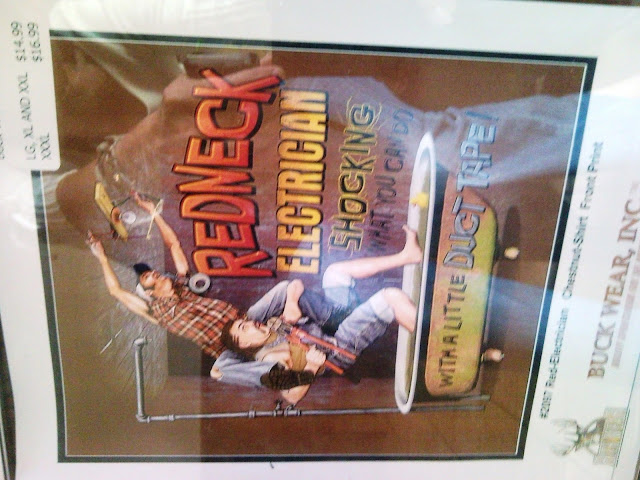 LG, XL AND XXL $14.99
XXXL $16.99
REDNECK
ELECTRICIAN
SHOCKING
WHAT YOU CAN DO
WITH A LITTLE DUCT TAPE!
Red-Electrician Chestnut-Shirt Front Print
BUCK WEAR, INC.